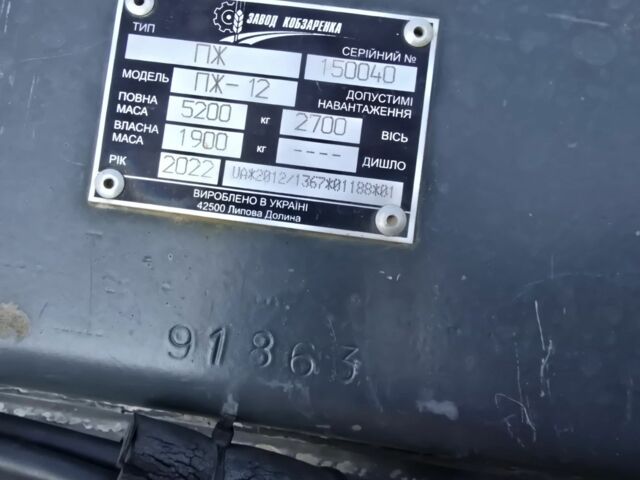 ЗАВОД КОБЗАРЕНКА
ТИП ПЖ СЕРІЙНИЙ № 150040
МОДЕЛЬ ПЖ-12 ДОПУСТИМІ НАВАНТАЖЕННЯ
ПОВНА МАСА 5200 кг 2700 ВІСЬ
ВЛАСНА МАСА 1900 кг ---- ДИШЛО
РІК 2022 UA*2012/1367*01188*01
ВИРОБЛЕНО В УКРАЇНІ
42500 Липова Долина
91863